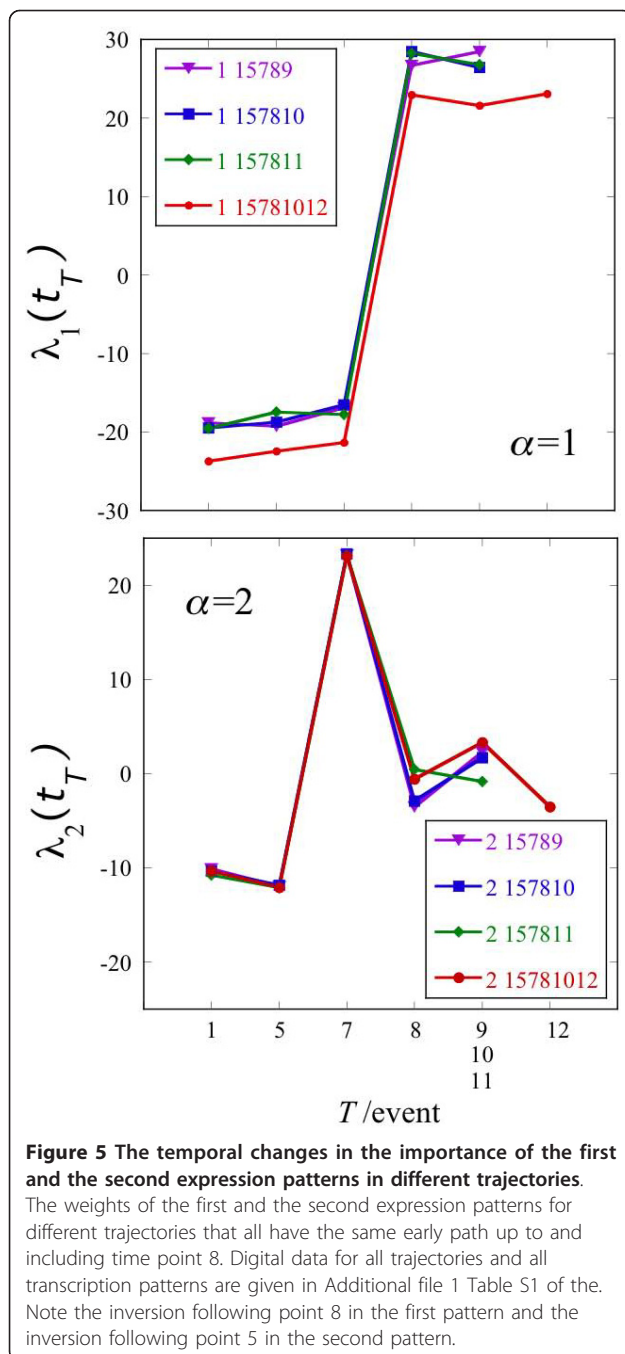 30
20
10
0
-10
-20
-30
λ1(tT)
1 15789
1 157810
1 157811
1 15781012
α=1
20
10
0
-10
-20
λ2(tT)
α=2
2 15789
2 157810
2 157811
2 15781012
1 5 7 8 9 12
10
11
T /event
Figure 5 The temporal changes in the importance of the first
and the second expression patterns in different trajectories.
The weights of the first and the second expression patterns for
different trajectories that all have the same early path up to and
including time point 8. Digital data for all trajectories and all
transcription patterns are given in Additional file 1 Table S1 of the.
Note the inversion following point 8 in the first pattern and the
inversion following point 5 in the second pattern.